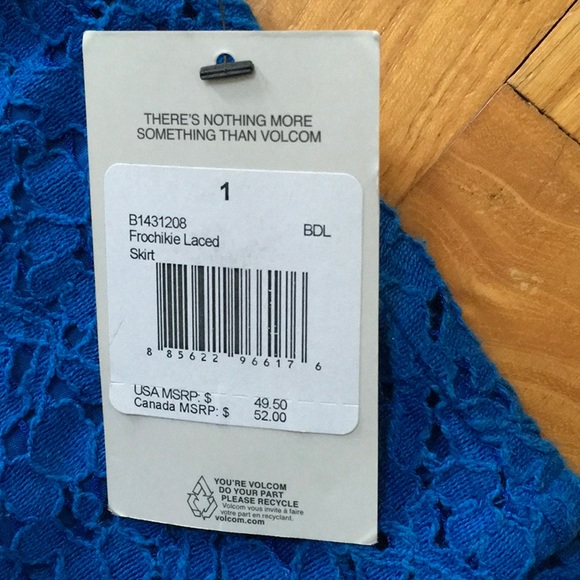 THERE'S NOTHING MORE
SOMETHING THAN VOLCOM
1
B1431208 BDL
Frochikie Laced
Skirt
8 85622 96617 6
USA MSRP: $ 49.50
Canada MSRP: $ 52.00
YOU'RE VOLCOM
DO YOUR PART
PLEASE RECYCLE
Volcom vous invite à faire
votre part en recyclant.
volcom.com